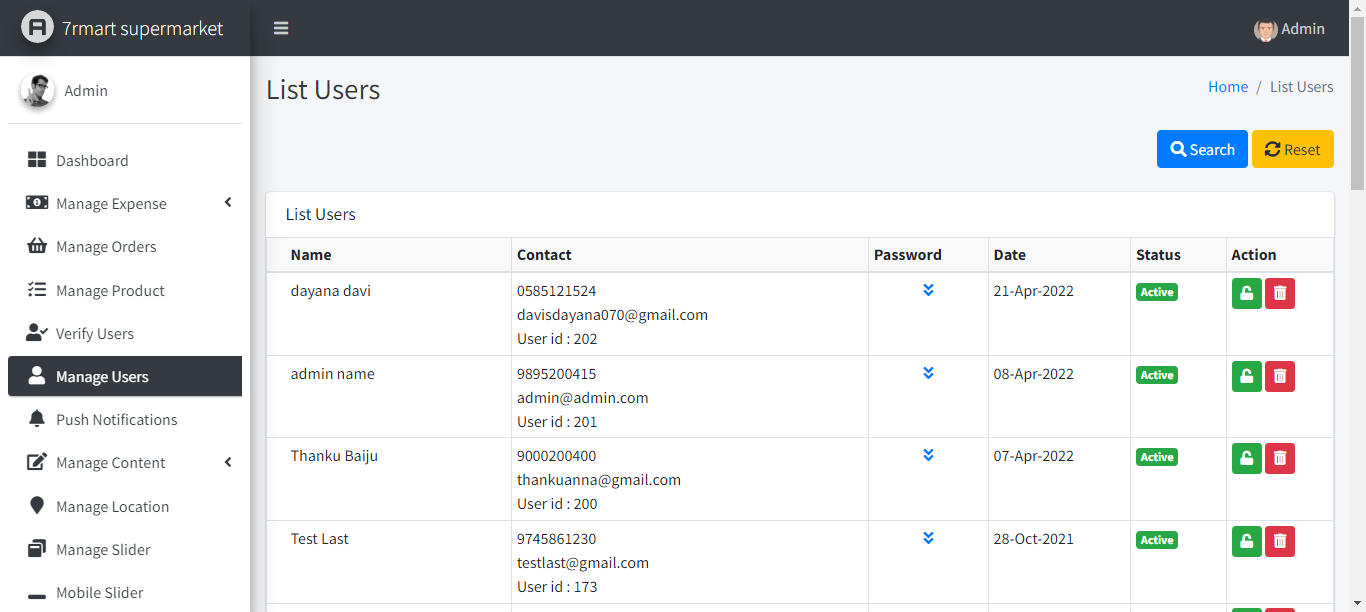 7rmart supermarket
Admin
Admin
List Users
Home / List Users
Dashboard
Manage Expense
Manage Orders
Manage Product
Verify Users
Manage Users
Push Notifications
Manage Content
Manage Location
Manage Slider
Mobile Slider
Search Reset
List Users
Name Contact Password Date Status Action
dayana davi 0585121524 21-Apr-2022 Active
davisdayana070@gmail.com
User id : 202
admin name 9895200415 08-Apr-2022 Active
admin@admin.com
User id : 201
Thanku Baiju 9000200400 07-Apr-2022 Active
thankuanna@gmail.com
User id : 200
Test Last 9745861230 28-Oct-2021 Active
testlast@gmail.com
User id : 173